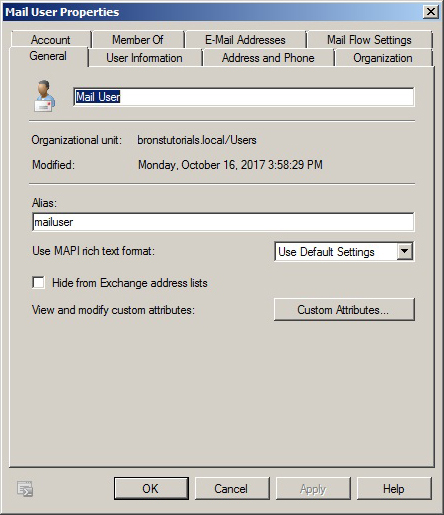 Mail User Properties
Account Member Of E-Mail Addresses Mail Flow Settings
General User Information Address and Phone Organization
Mail User
Organizational unit: bronstutorials.local/Users
Modified: Monday, October 16, 2017 3:58:29 PM
Alias:
mailuser
Use MAPI rich text format: Use Default Settings
Hide from Exchange address lists
View and modify custom attributes: Custom Attributes...
OK Cancel Apply Help